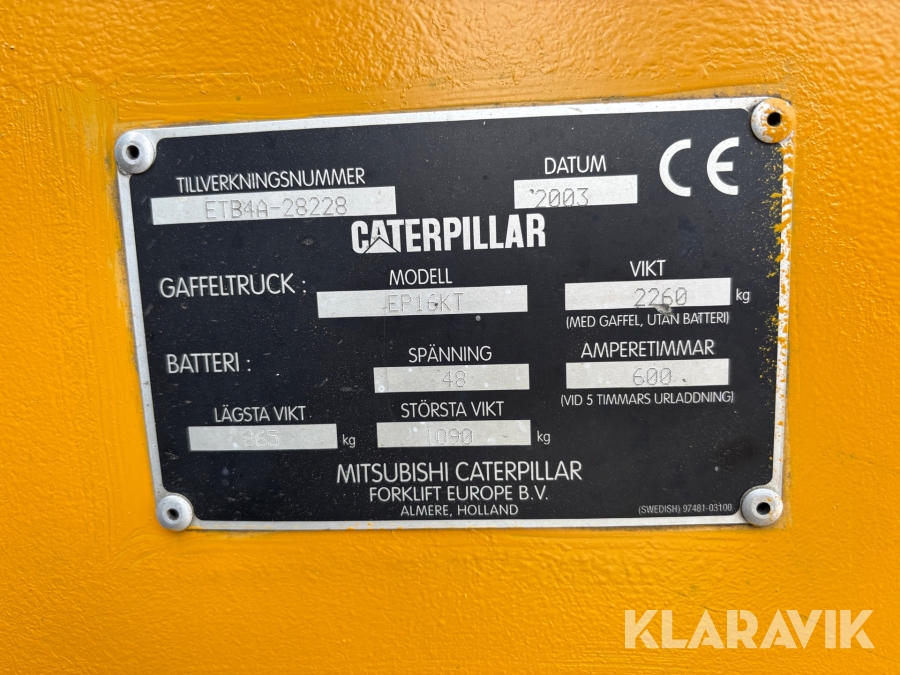 TILLVERKNINGSNUMMER
DATUM
CE
ETB4A-28228
2003
CATERPILLAR
GAFFELTRUCK :
MODELL
VIKT
EP16KT
2260 kg
(MED GAFFEL, UTAN BATTERI)
BATTERI :
SPÄNNING
AMPERETIMMAR
48
600
(VID 5 TIMMARS URLADDNING)
LÄGSTA VIKT
STÖRSTA VIKT
865 kg
1090 kg
MITSUBISHI CATERPILLAR
FORKLIFT EUROPE B.V.
ALMERE, HOLLAND
(SWEDISH) 97481-03100
KLARAVIK